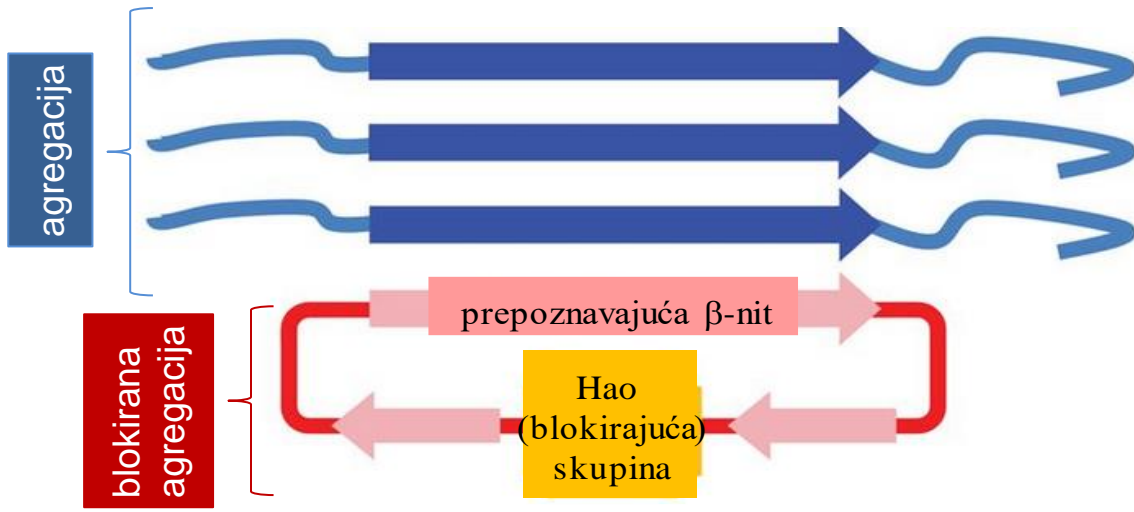 agregacija
prepoznavajuća β-nit
Hao
(blokirajuća)
skupina
blokirana
agregacija